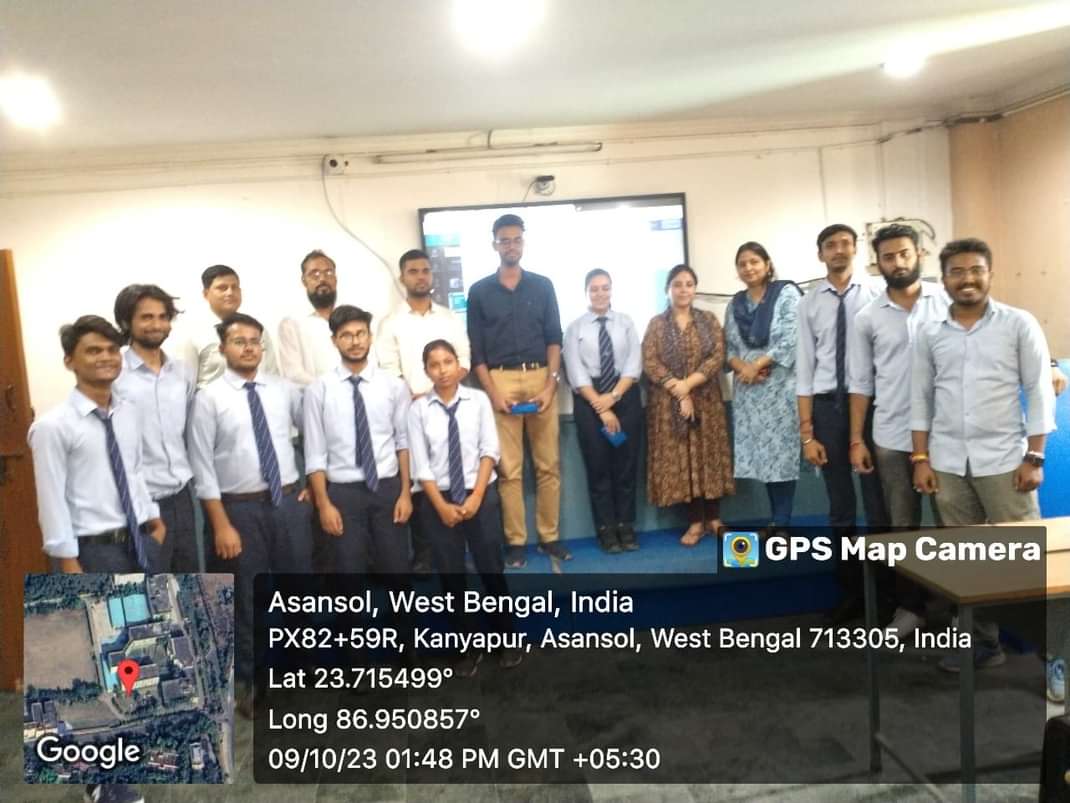 GPS Map Camera
Asansol, West Bengal, India
PX82+59R, Kanyapur, Asansol, West Bengal 713305, India
Lat 23.715499°
Long 86.950857°
09/10/23 01:48 PM GMT +05:30
Google